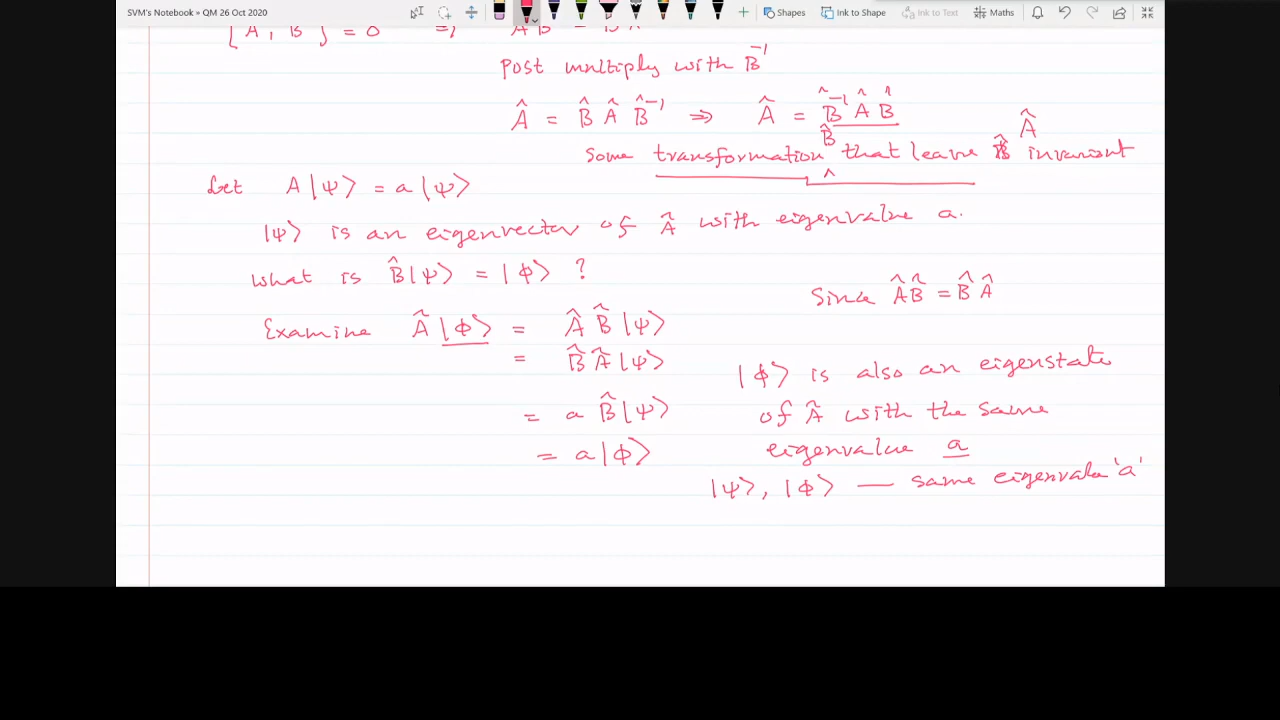 SVM's Notebook » QM 26 Oct 2020
Shapes
Ink to Shape
Ink to Text
Maths
[A, B] = 0 ⇒ A B = B A
Post multiply with B⁻¹
Â = B̂ Â B̂⁻¹ ⇒ Â = B̂⁻¹ Â B̂
B̂ Â
Some transformation that leave B̂ invariant
Let A|ψ⟩ = a|ψ⟩
|ψ⟩ is an eigenvector of Â with eigenvalue a.
What is B̂|ψ⟩ = |ϕ⟩ ?
Since ÂB̂ = B̂Â
Examine Â|ϕ⟩ = Â B̂ |ψ⟩
= B̂ Â |ψ⟩
= a B̂ |ψ⟩
= a |ϕ⟩
|ϕ⟩ is also an eigenstate
of Â with the same
eigenvalue a
|ψ⟩, |ϕ⟩ — same eigenvalue 'a'